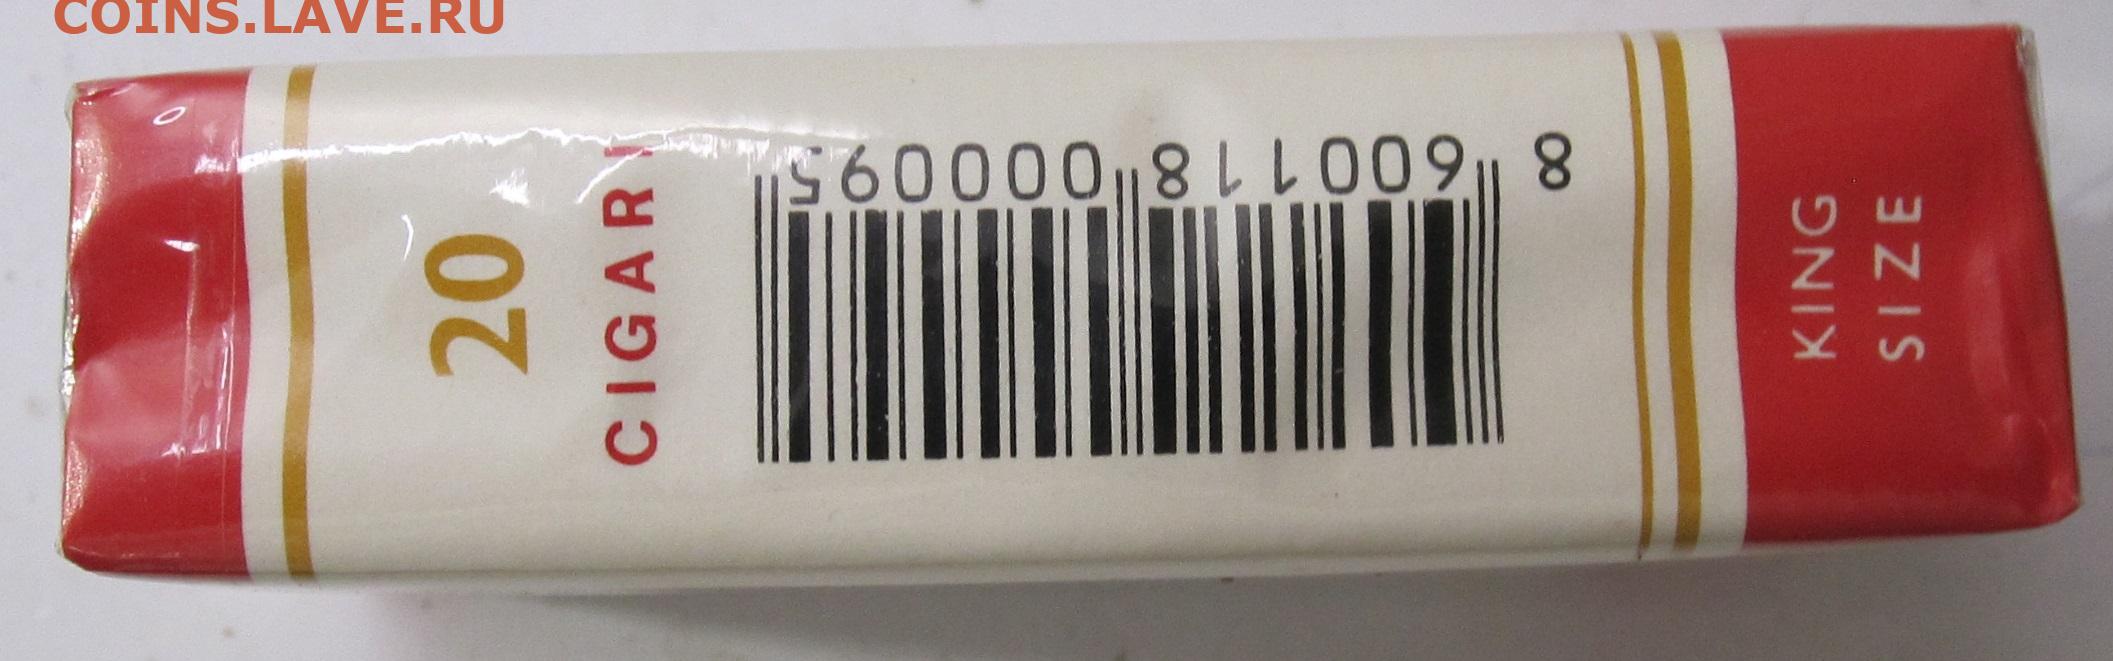 COINS.LAVE.RU
20
CIGAR
8 600118 000095
KING
SIZE